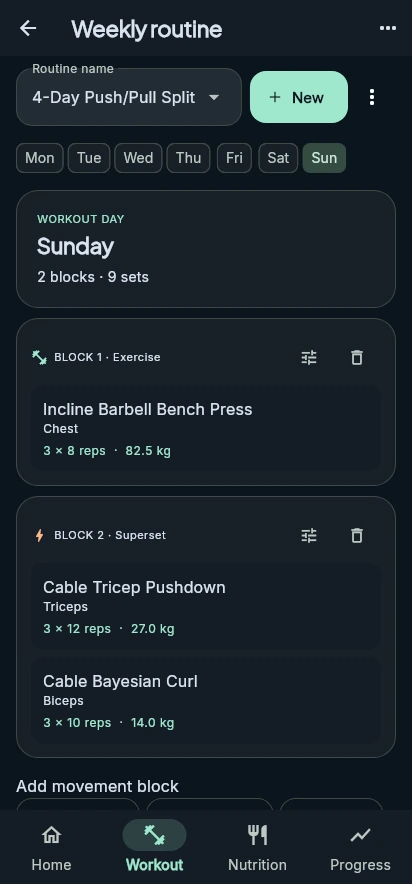 Weekly routine
Routine name
4-Day Push/Pull Split
+ New
Mon Tue Wed Thu Fri Sat Sun
WORKOUT DAY
Sunday
2 blocks · 9 sets
BLOCK 1 · Exercise
Incline Barbell Bench Press
Chest
3 × 8 reps · 82.5 kg
BLOCK 2 · Superset
Cable Tricep Pushdown
Triceps
3 × 12 reps · 27.0 kg
Cable Bayesian Curl
Biceps
3 × 10 reps · 14.0 kg
Add movement block
Home Workout Nutrition Progress